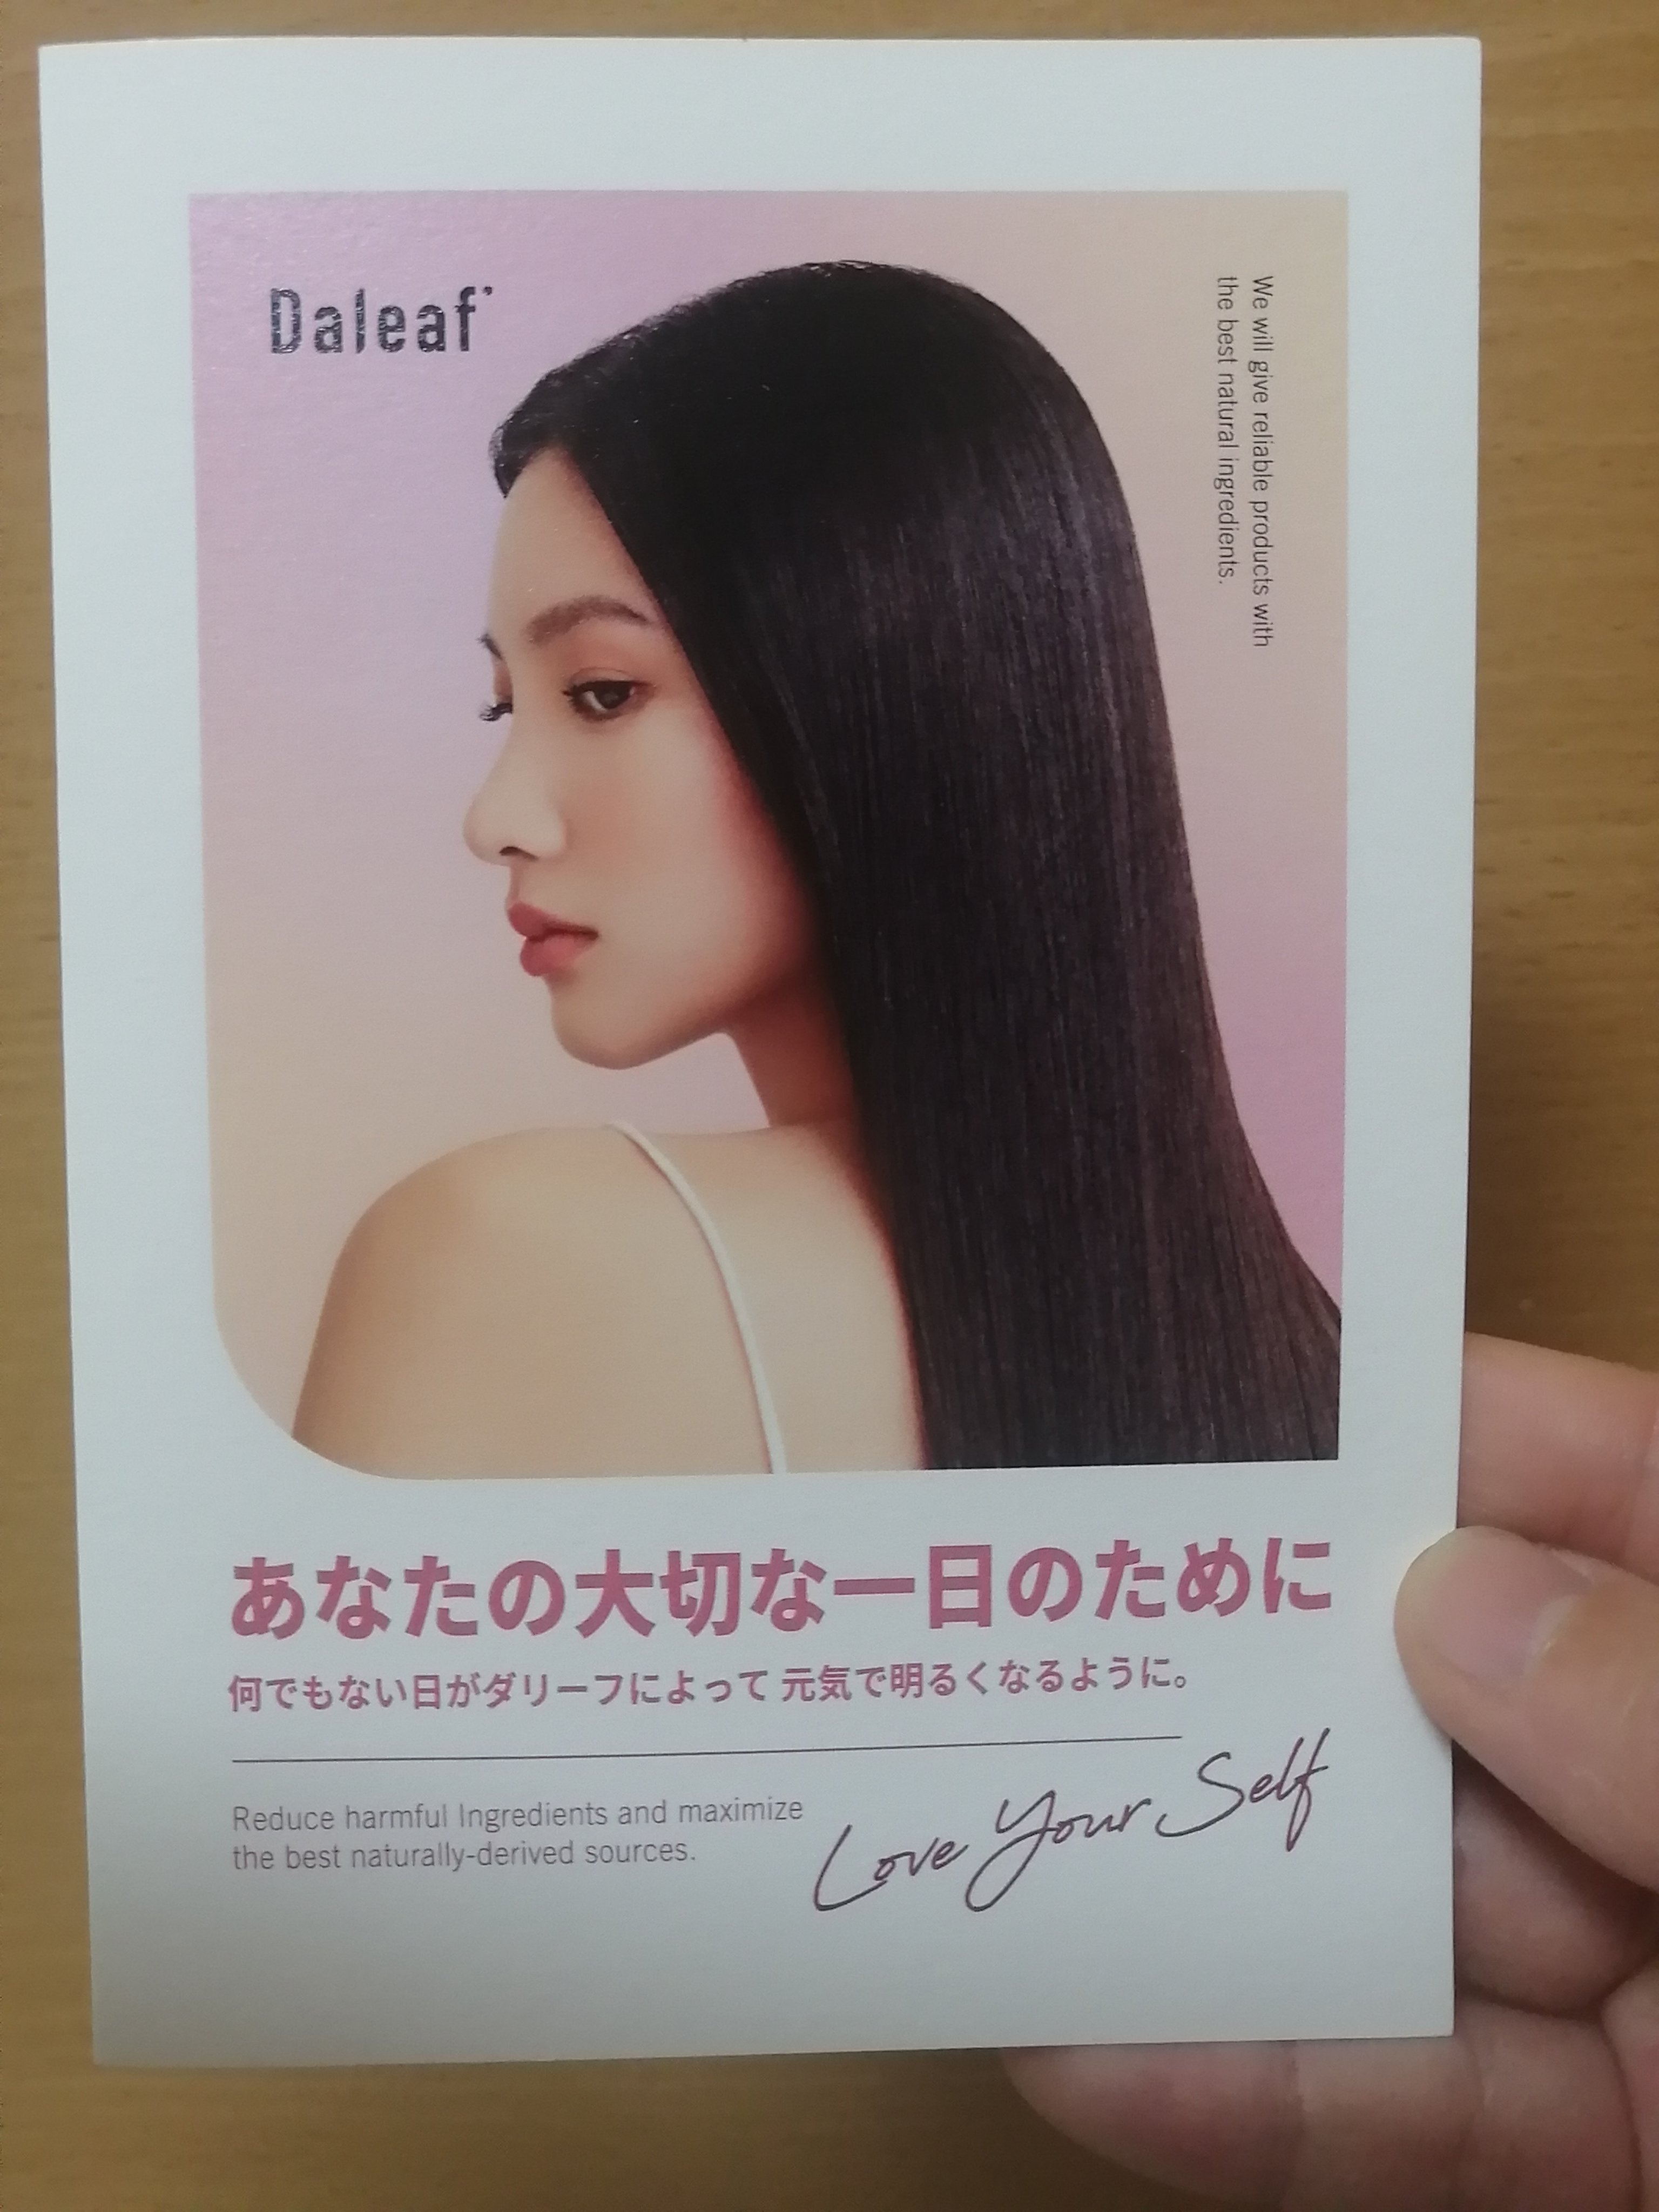 Daleaf
We will give reliable products with
the best natural ingredients.
あなたの大切な一日のために
何でもない日がダリーフによって 元気で明るくなるように。
Reduce harmful Ingredients and maximize
the best naturally-derived sources.
Love Your Self